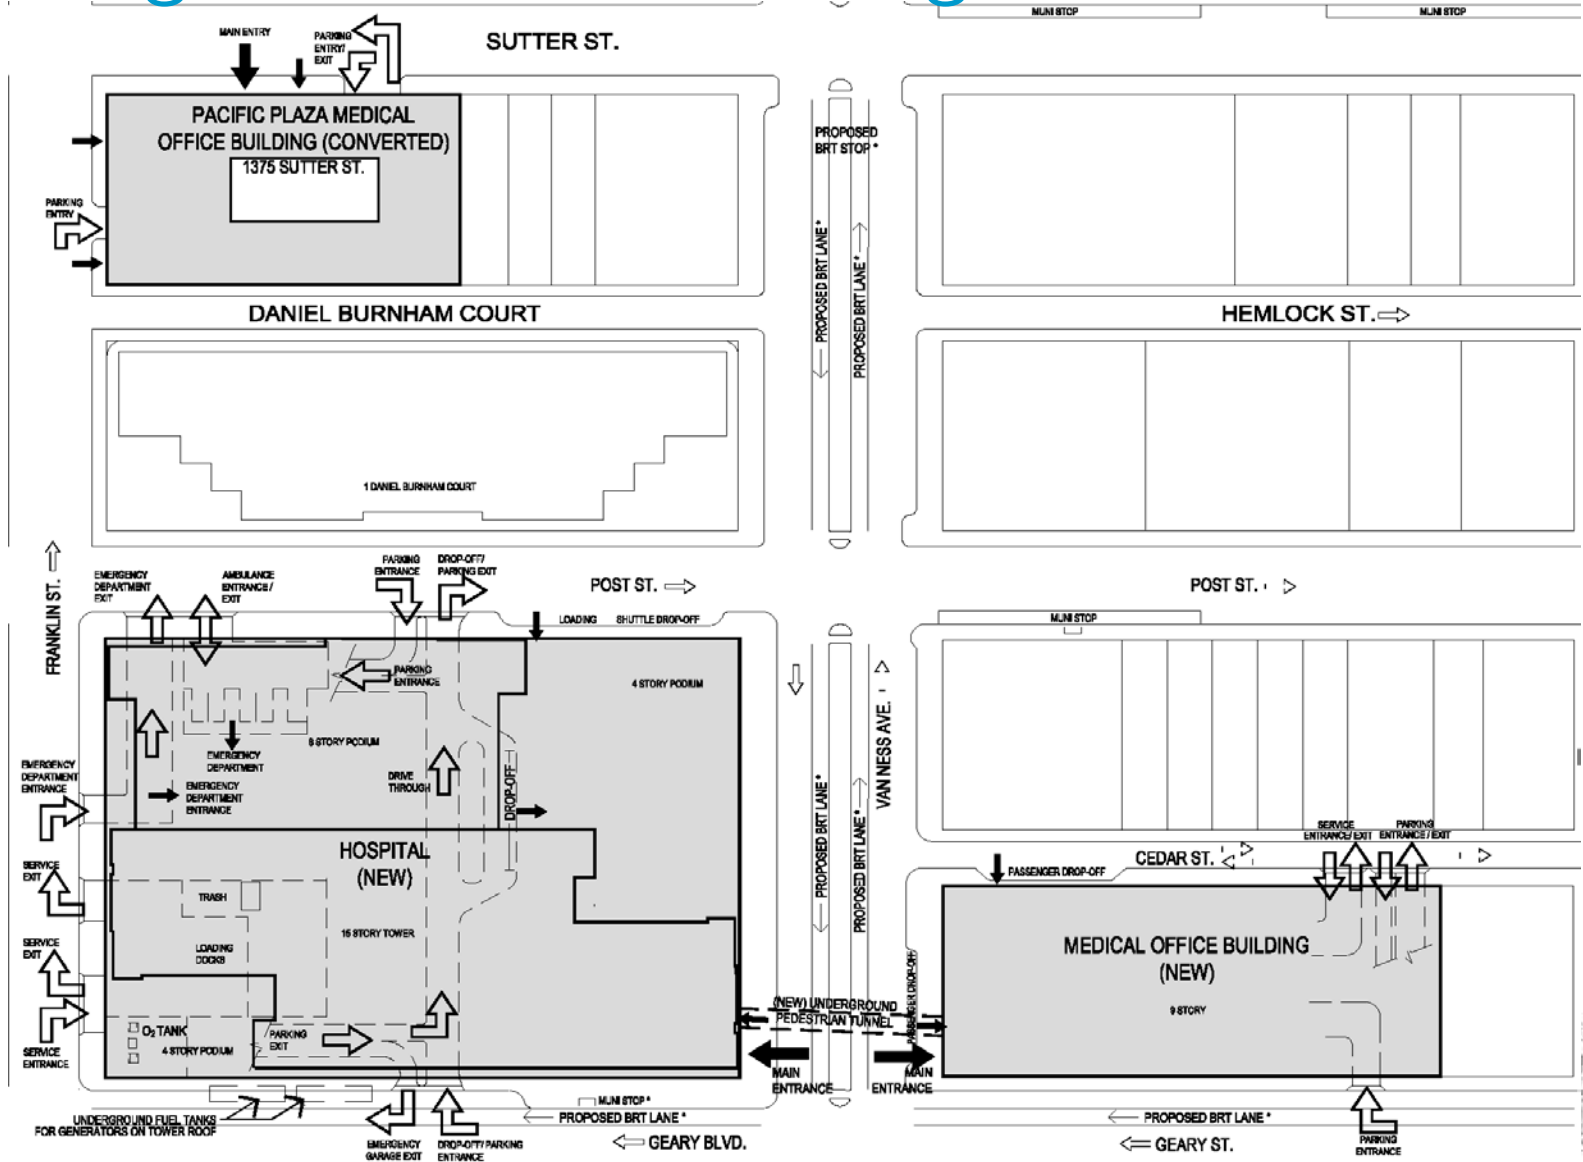 MUNI STOP
MUNI STOP
MAIN ENTRY
PARKING
ENTRY/
EXIT
SUTTER ST.
PACIFIC PLAZA MEDICAL
OFFICE BUILDING (CONVERTED)
1375 SUTTER ST.
PARKING
ENTRY
PROPOSED
BRT STOP *
PROPOSED BRT LANE *
PROPOSED BRT LANE *
DANIEL BURNHAM COURT
HEMLOCK ST.
1 DANIEL BURNHAM COURT
FRANKLIN ST.
EMERGENCY
DEPARTMENT
EXIT
AMBULANCE
ENTRANCE /
EXIT
PARKING
ENTRANCE
DROP-OFF/
PARKING EXIT
POST ST.
POST ST.
LOADING
SHUTTLE DROP-OFF
MUNI STOP
PARKING
ENTRANCE
4 STORY PODIUM
8 STORY PODIUM
EMERGENCY
DEPARTMENT
EMERGENCY
DEPARTMENT
ENTRANCE
EMERGENCY
DEPARTMENT
ENTRANCE
DRIVE
THROUGH
DROP-OFF
VAN NESS AVE.
PROPOSED BRT LANE *
PROPOSED BRT LANE *
HOSPITAL
(NEW)
SERVICE
EXIT
TRASH
15 STORY TOWER
SERVICE
EXIT
LOADING
DOCKS
SERVICE
ENTRANCE
O2 TANK
4 STORY PODIUM
PARKING
EXIT
SERVICE
ENTRANCE/EXIT
PARKING
ENTRANCE / EXIT
CEDAR ST.
PASSENGER DROP-OFF
MEDICAL OFFICE BUILDING
(NEW)
9 STORY
PASSENGER DROP-OFF
(NEW) UNDERGROUND
PEDESTRIAN TUNNEL
MAIN
ENTRANCE
MAIN
ENTRANCE
UNDERGROUND FUEL TANKS
FOR GENERATORS ON TOWER ROOF
EMERGENCY
GARAGE EXIT
DROP-OFF/PARKING
ENTRANCE
MUNI STOP *
PROPOSED BRT LANE *
GEARY BLVD.
PROPOSED BRT LANE *
GEARY ST.
PARKING
ENTRANCE